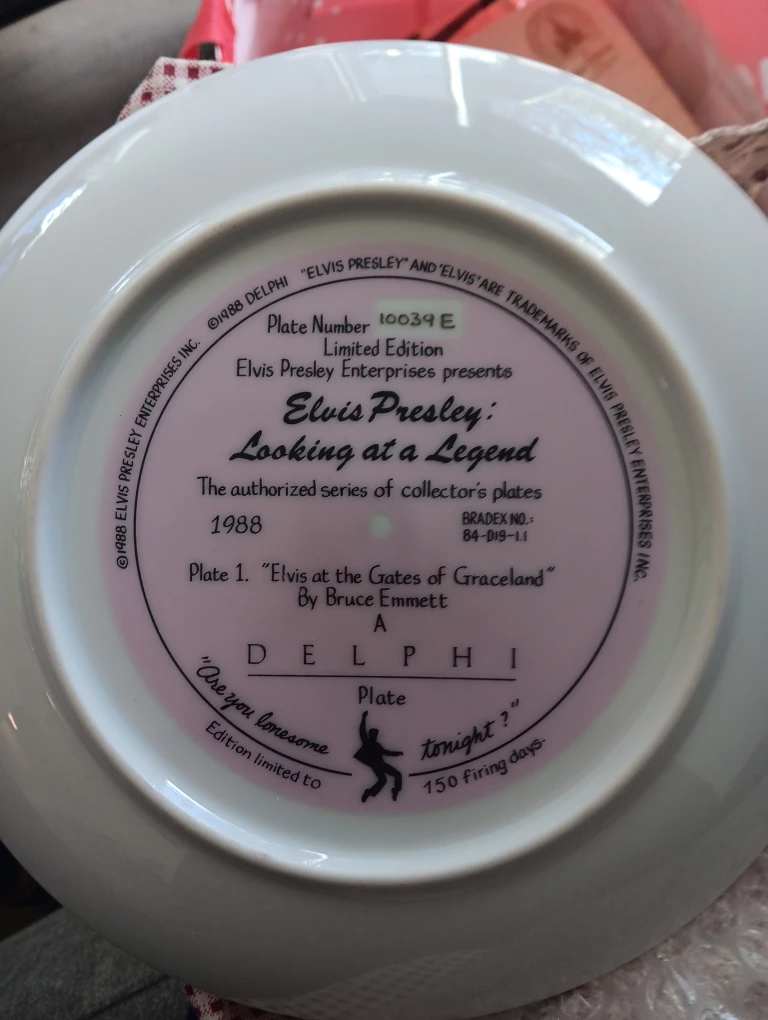 ©1988 ELVIS PRESLEY ENTERPRISES INC. ©1988 DELPHI "ELVIS PRESLEY" AND "ELVIS" ARE TRADEMARKS OF ELVIS PRESLEY ENTERPRISES INC.
Plate Number 10039 E
Limited Edition
Elvis Presley Enterprises presents
Elvis Presley:
Looking at a Legend
The authorized series of collector's plates
1988
BRADEX NO.:
84-D19-1.1
Plate 1. "Elvis at the Gates of Graceland"
By Bruce Emmett
A
DELPHI
Plate
"Are you lonesome tonight?"
Edition limited to 150 firing days.